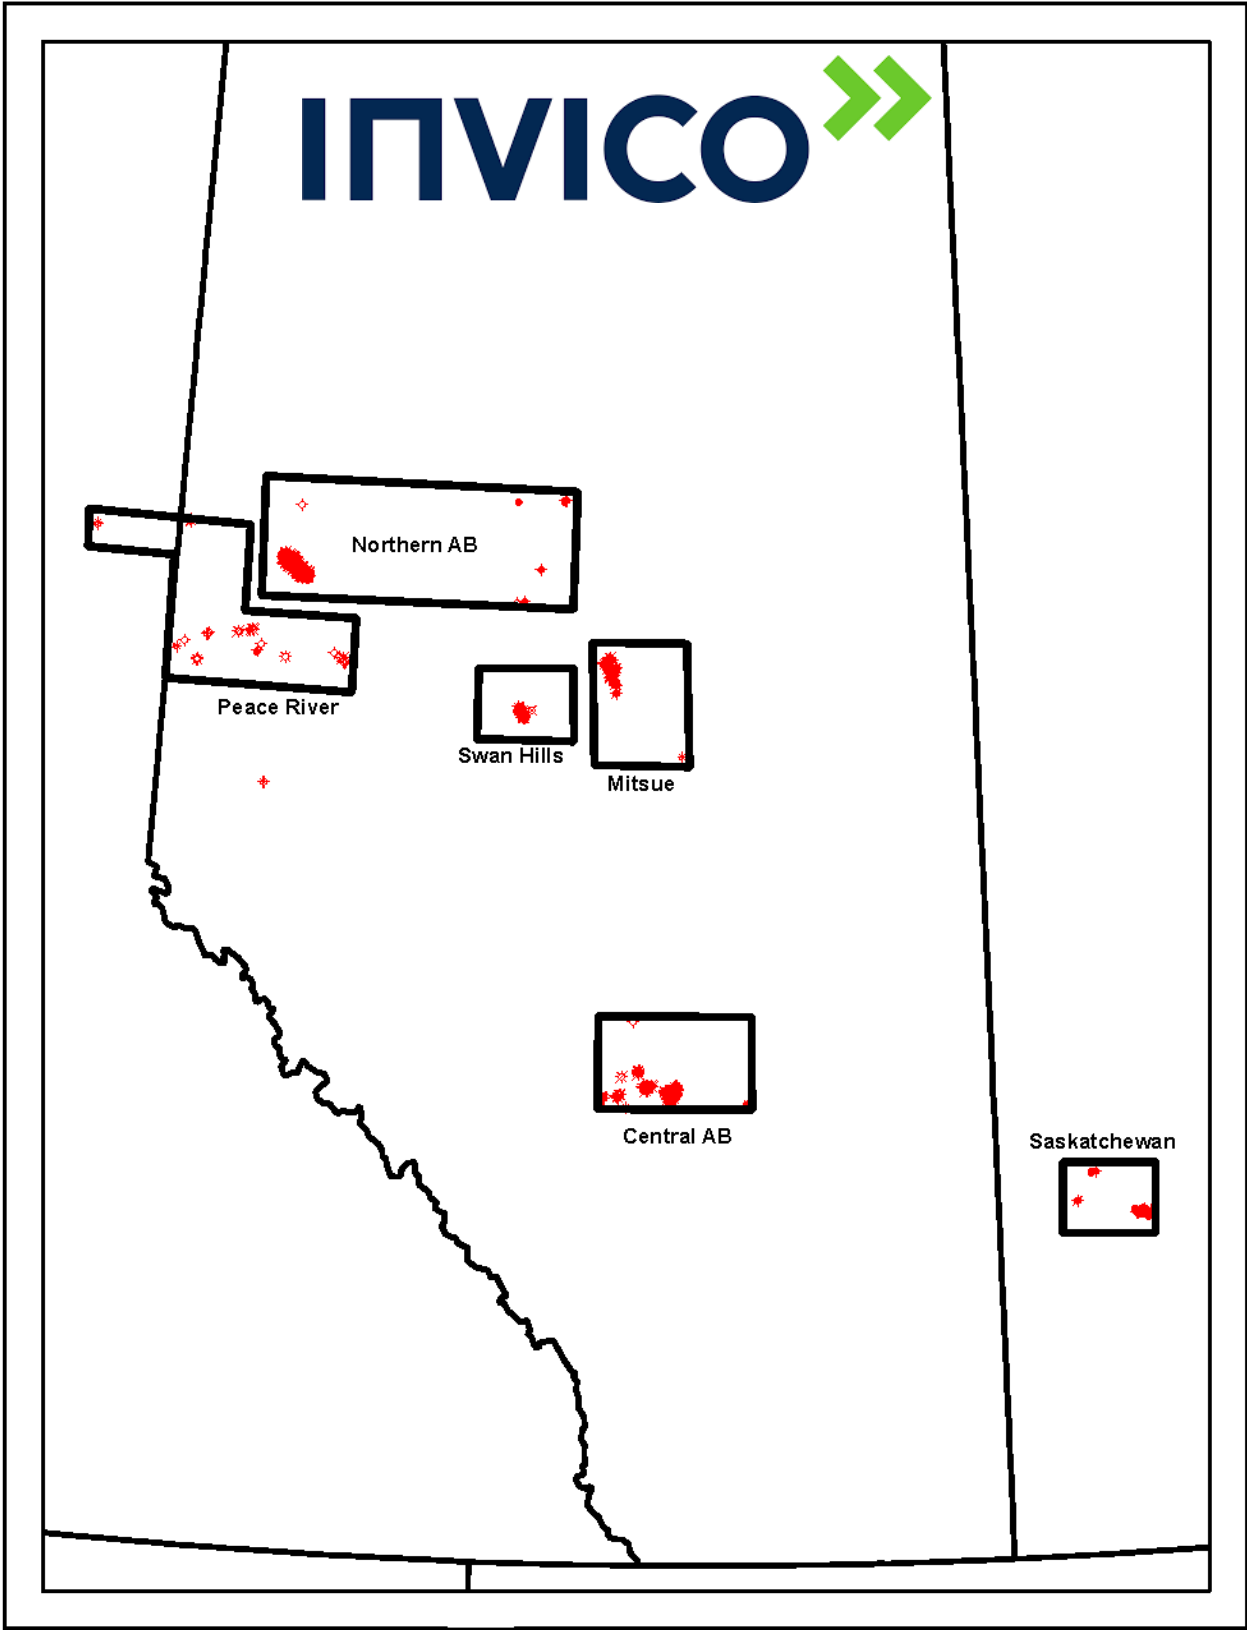 INVICO
Northern AB
Peace River
Swan Hills
Mitsue
Central AB
Saskatchewan